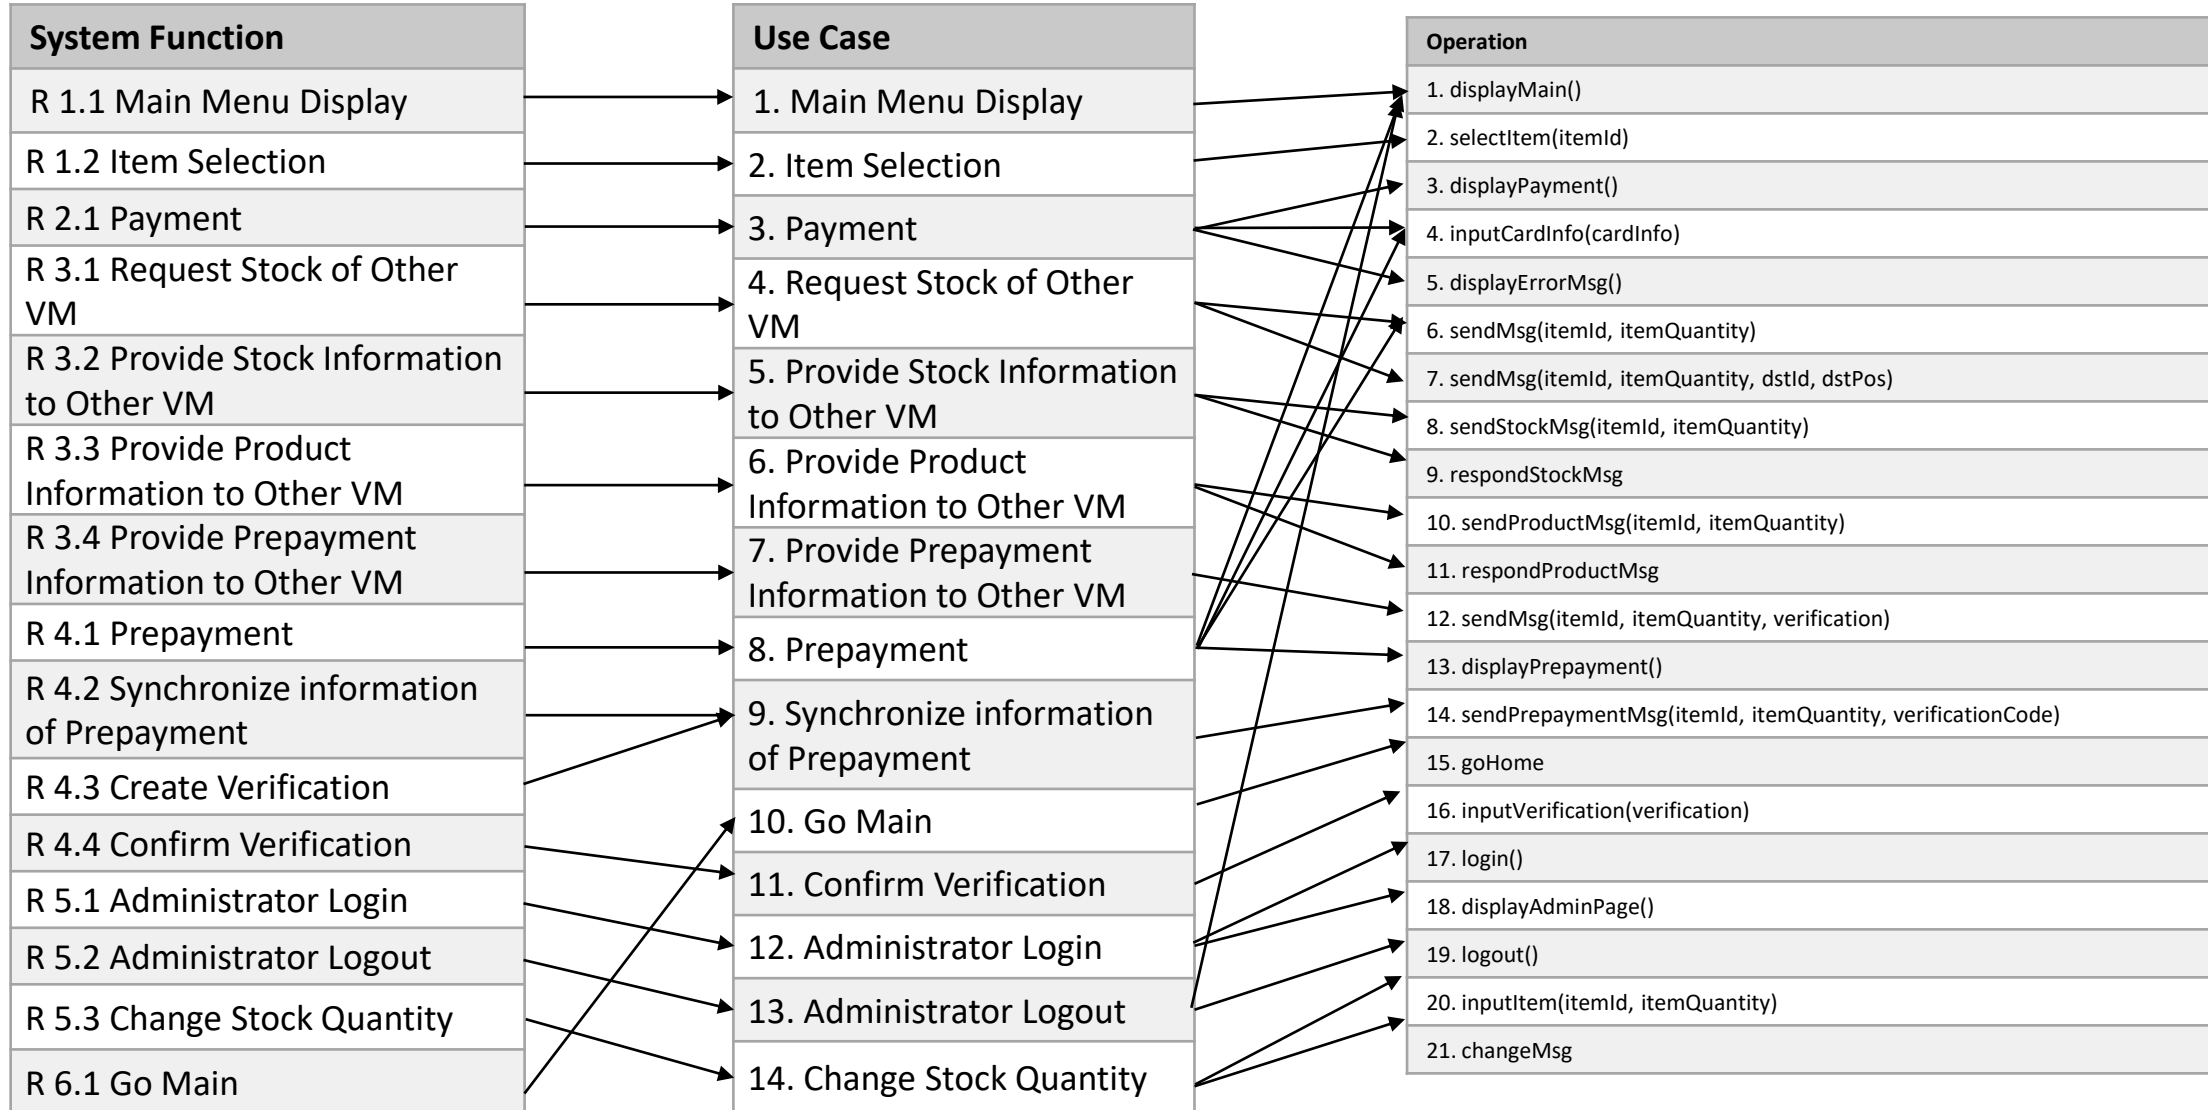 System Function
R 1.1 Main Menu Display
R 1.2 Item Selection
R 2.1 Payment
R 3.1 Request Stock of Other
VM
R 3.2 Provide Stock Information
to Other VM
R 3.3 Provide Product
Information to Other VM
R 3.4 Provide Prepayment
Information to Other VM
R 4.1 Prepayment
R 4.2 Synchronize information
of Prepayment
R 4.3 Create Verification
R 4.4 Confirm Verification
R 5.1 Administrator Login
R 5.2 Administrator Logout
R 5.3 Change Stock Quantity
R 6.1 Go Main
Use Case
1. Main Menu Display
2. Item Selection
3. Payment
4. Request Stock of Other
VM
5. Provide Stock Information
to Other VM
6. Provide Product
Information to Other VM
7. Provide Prepayment
Information to Other VM
8. Prepayment
9. Synchronize information
of Prepayment
10. Go Main
11. Confirm Verification
12. Administrator Login
13. Administrator Logout
14. Change Stock Quantity
Operation
1. displayMain()
2. selectItem(itemId)
3. displayPayment()
4. inputCardInfo(cardInfo)
5. displayErrorMsg()
6. sendMsg(itemId, itemQuantity)
7. sendMsg(itemId, itemQuantity, dstId, dstPos)
8. sendStockMsg(itemId, itemQuantity)
9. respondStockMsg
10. sendProductMsg(itemId, itemQuantity)
11. respondProductMsg
12. sendMsg(itemId, itemQuantity, verification)
13. displayPrepayment()
14. sendPrepaymentMsg(itemId, itemQuantity, verificationCode)
15. goHome
16. inputVerification(verification)
17. login()
18. displayAdminPage()
19. logout()
20. inputItem(itemId, itemQuantity)
21. changeMsg